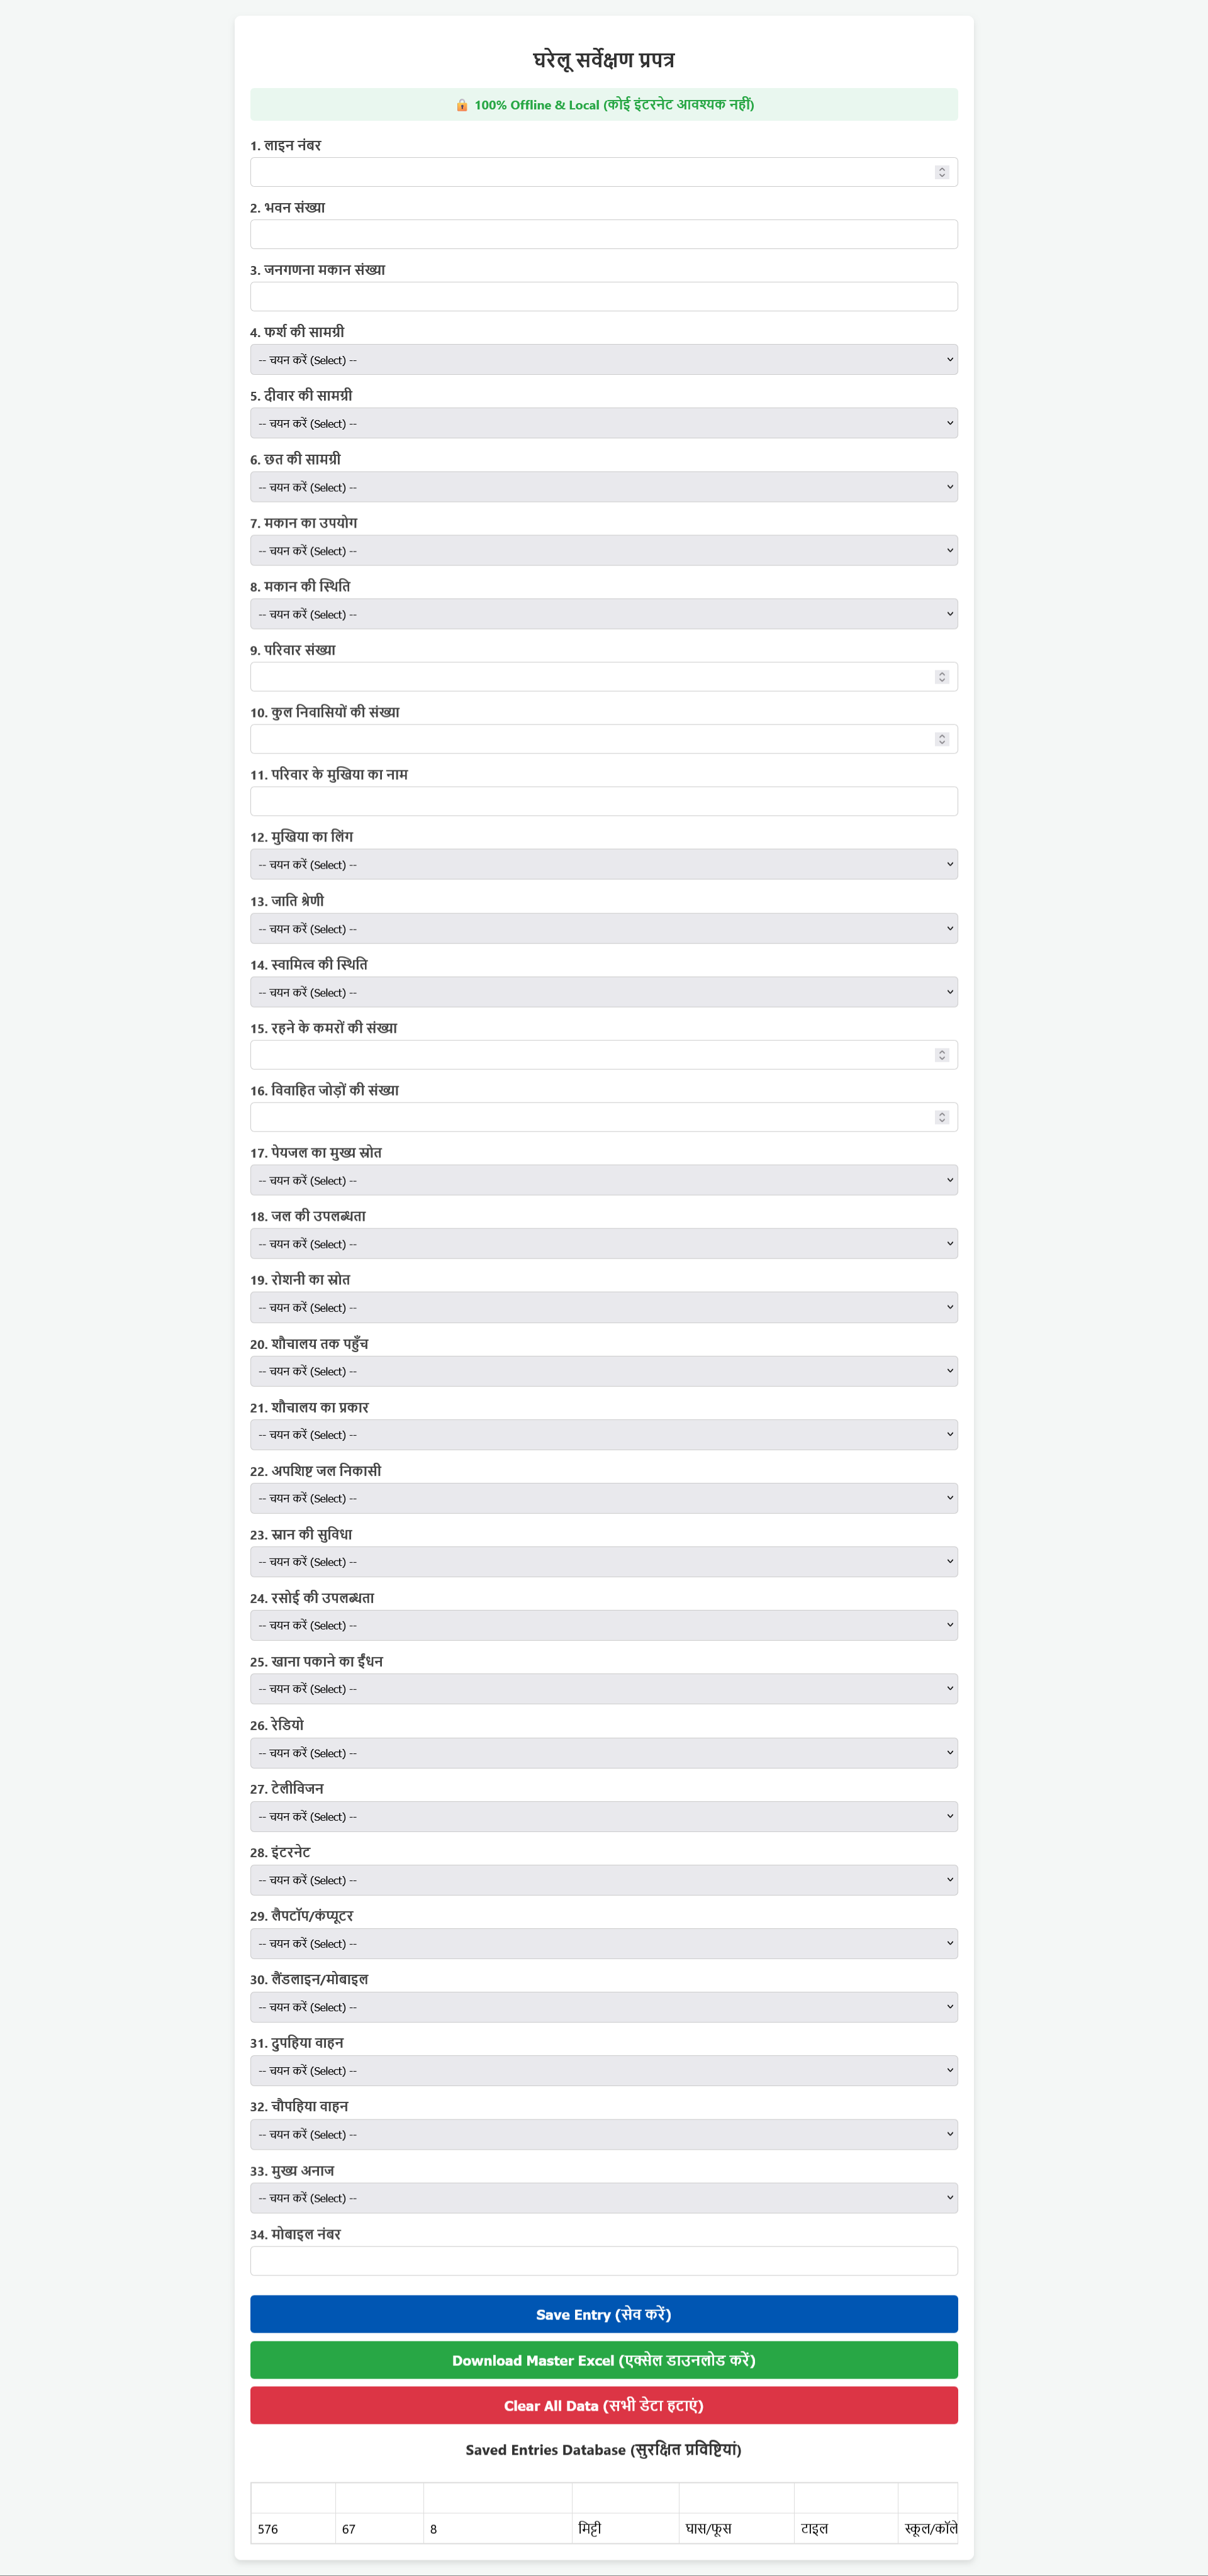 घरेलू सर्वेक्षण प्रपत्र
100% Offline & Local (कोई इंटरनेट आवश्यक नहीं)
1. लाइन नंबर
2. भवन संख्या
3. जनगणना मकान संख्या
4. फर्श की सामग्री
-- चयन करें (Select) --
5. दीवार की सामग्री
-- चयन करें (Select) --
6. छत की सामग्री
-- चयन करें (Select) --
7. मकान का उपयोग
-- चयन करें (Select) --
8. मकान की स्थिति
-- चयन करें (Select) --
9. परिवार संख्या
10. कुल निवासियों की संख्या
11. परिवार के मुखिया का नाम
12. मुखिया का लिंग
-- चयन करें (Select) --
13. जाति श्रेणी
-- चयन करें (Select) --
14. स्वामित्व की स्थिति
-- चयन करें (Select) --
15. रहने के कमरों की संख्या
16. विवाहित जोड़ों की संख्या
17. पेयजल का मुख्य स्रोत
-- चयन करें (Select) --
18. जल की उपलब्धता
-- चयन करें (Select) --
19. रोशनी का स्रोत
-- चयन करें (Select) --
20. शौचालय तक पहुँच
-- चयन करें (Select) --
21. शौचालय का प्रकार
-- चयन करें (Select) --
22. अपशिष्ट जल निकासी
-- चयन करें (Select) --
23. स्नान की सुविधा
-- चयन करें (Select) --
24. रसोई की उपलब्धता
-- चयन करें (Select) --
25. खाना पकाने का ईंधन
-- चयन करें (Select) --
26. रेडियो
-- चयन करें (Select) --
27. टेलीविजन
-- चयन करें (Select) --
28. इंटरनेट
-- चयन करें (Select) --
29. लैपटॉप/कंप्यूटर
-- चयन करें (Select) --
30. लैंडलाइन/मोबाइल
-- चयन करें (Select) --
31. दुपहिया वाहन
-- चयन करें (Select) --
32. चौपहिया वाहन
-- चयन करें (Select) --
33. मुख्य अनाज
-- चयन करें (Select) --
34. मोबाइल नंबर
Save Entry (सेव करें)
Download Master Excel (एक्सेल डाउनलोड करें)
Clear All Data (सभी डेटा हटाएं)
Saved Entries Database (सुरक्षित प्रविष्टियां)
576 67 8 मिट्टी घास/फूस टाइल स्कूल/कॉले